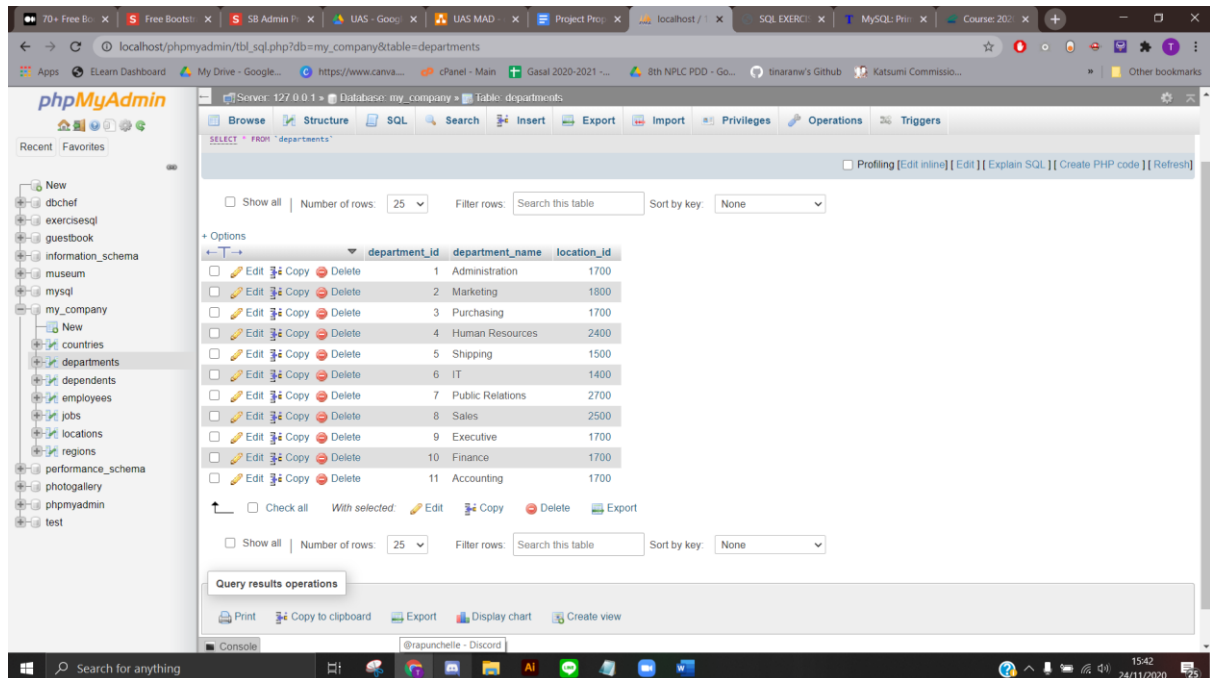 70+ Free Bo
Free Bootstr
SB Admin Pr
UAS - Goog
UAS MAD -
Project Prop
localhost / 1
SQL EXERCIS
MySQL: Prin
Course: 202
localhost/phpmyadmin/tbl_sql.php?db=my_company&table=departments
Apps ELearn Dashboard My Drive - Google... https://www.canva.... cPanel - Main Gasal 2020-2021 -... 8th NPLC PDD - Go... tinaranw's Github Katsumi Commissio... » Other bookmarks
phpMyAdmin
Recent Favorites
New
dbchef
exercisesql
guestbook
information_schema
museum
mysql
my_company
New
countries
departments
dependents
employees
jobs
locations
regions
performance_schema
photogallery
phpmyadmin
test
Server: 127.0.0.1 » Database: my_company » Table: departments
Browse Structure SQL Search Insert Export Import Privileges Operations Triggers
SELECT * FROM `departments`
Profiling [Edit inline] [ Edit ] [ Explain SQL ] [ Create PHP code ] [ Refresh]
Show all | Number of rows: 25 Filter rows: Search this table Sort by key: None
+ Options
←T→ department_id department_name location_id
Edit Copy Delete 1 Administration 1700
Edit Copy Delete 2 Marketing 1800
Edit Copy Delete 3 Purchasing 1700
Edit Copy Delete 4 Human Resources 2400
Edit Copy Delete 5 Shipping 1500
Edit Copy Delete 6 IT 1400
Edit Copy Delete 7 Public Relations 2700
Edit Copy Delete 8 Sales 2500
Edit Copy Delete 9 Executive 1700
Edit Copy Delete 10 Finance 1700
Edit Copy Delete 11 Accounting 1700
Check all With selected: Edit Copy Delete Export
Show all | Number of rows: 25 Filter rows: Search this table Sort by key: None
Query results operations
Print Copy to clipboard Export Display chart Create view
Console
@rapunchelle - Discord
Search for anything
15:42
24/11/2020
25